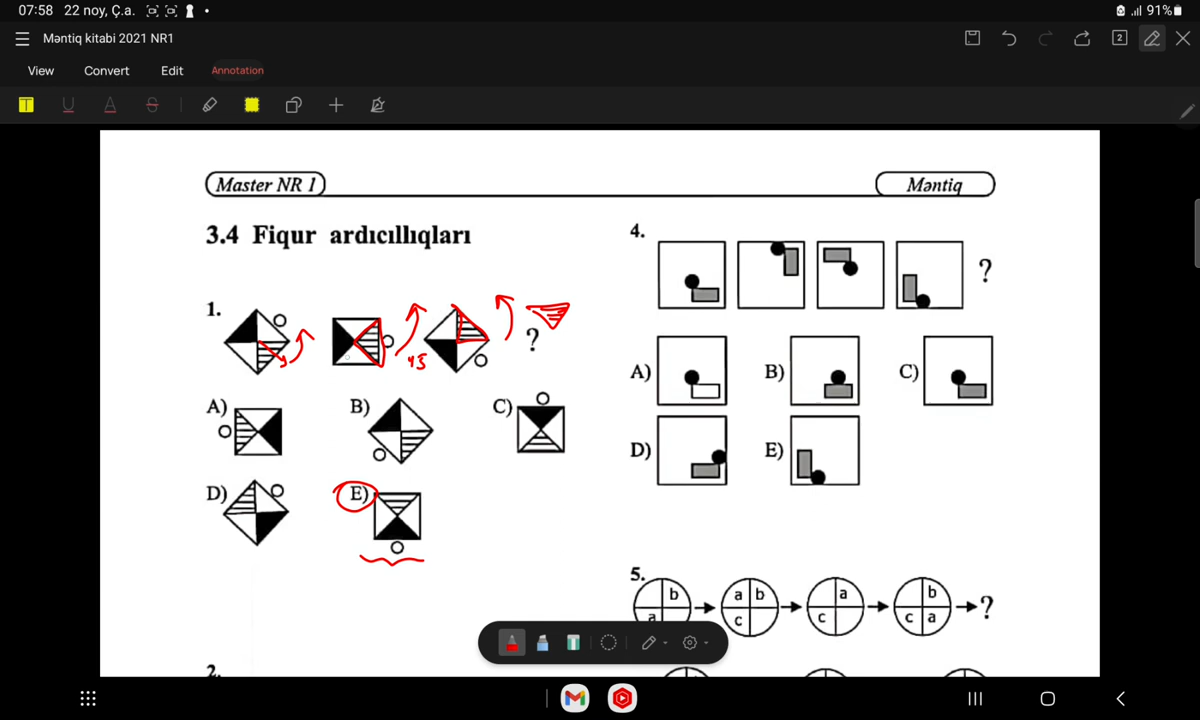 07:58 22 noy, Ç.a. 91%
Məntiq kitabi 2021 NR1
2
View Convert Edit Annotation
T U A S
Master NR 1
Məntiq
3.4 Fiqur ardıcıllıqları
1.
45
?
A) B) C)
D) E)
4.
?
A) B) C)
D) E)
5.
b a
a b c
a c
b c a
?
2.